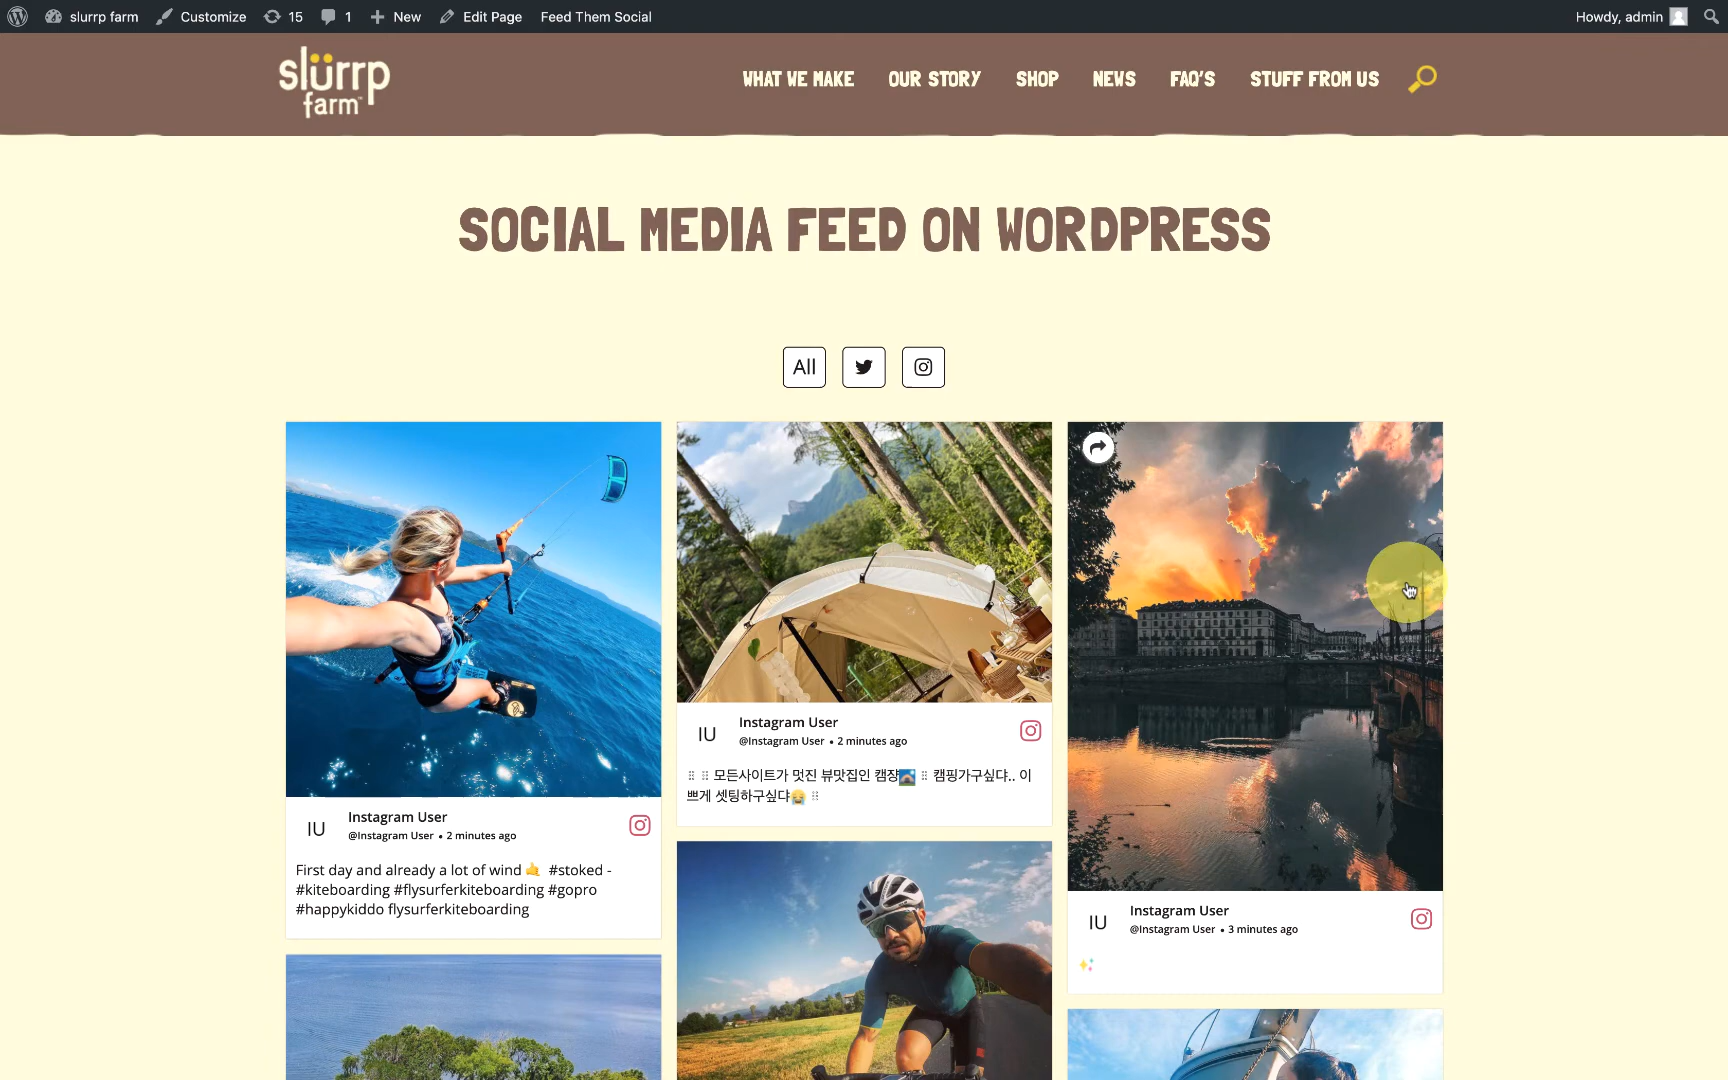 slurrp farm
Customize
15
1
New
Edit Page
Feed Them Social
Howdy, admin
slürrp
farm™
WHAT WE MAKE
OUR STORY
SHOP
NEWS
FAQ'S
STUFF FROM US
SOCIAL MEDIA FEED ON WORDPRESS
All
IU
Instagram User
@Instagram User • 2 minutes ago
First day and already a lot of wind 🤙 #stoked -
#kiteboarding #flysurferkiteboarding #gopro
#happykiddo flysurferkiteboarding
IU
Instagram User
@Instagram User • 2 minutes ago
⠿ ⠿ 모든사이트가 멋진 뷰맛집인 캠장🏕 ⠿ 캠핑가구싶댜.. 이
쁘게 셋팅하구싶댜😭 ⠿
IU
Instagram User
@Instagram User • 3 minutes ago
✨